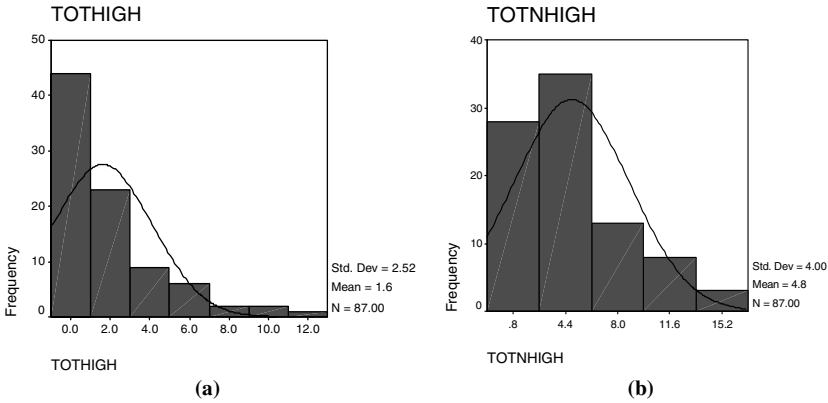 TOTHIGH
50
40
30
20
10
0
Frequency
0.0 2.0 4.0 6.0 8.0 10.0 12.0
Std. Dev = 2.52
Mean = 1.6
N = 87.00
TOTHIGH
(a)
TOTNHIGH
40
30
20
10
0
Frequency
.8 4.4 8.0 11.6 15.2
Std. Dev = 4.00
Mean = 4.8
N = 87.00
TOTNHIGH
(b)